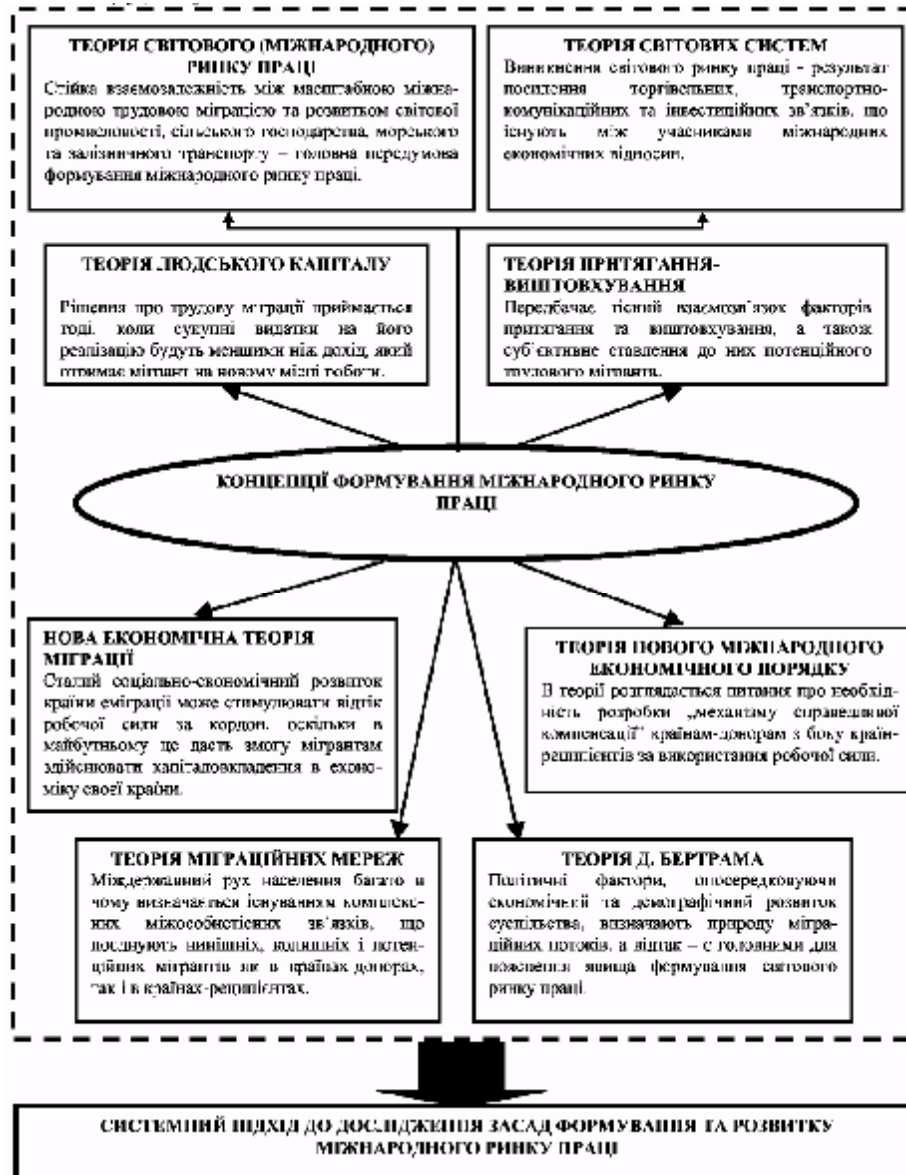 ТЕОРІЯ СВІТОВОГО (МІЖНАРОДНОГО)
РИНКУ ПРАЦІ
Стійка взаємозалежність між масштабною міжна-
родною трудовою міграцією та розвитком світової
промисловості, сільського господарства, морського
та залізничного транспорту – головна передумова
формування міжнародного ринку праці.
ТЕОРІЯ СВІТОВИХ СИСТЕМ
Виникнення світового ринку праці - результат
посилення торгівельних, транспортно-
комунікаційних та інвестиційних зв'язків, що
існують між учасниками міжнародних
економічних відносин.
ТЕОРІЯ ЛЮДСЬКОГО КАПІТАЛУ
Рішення про трудову міграції приймається
тоді, коли сукупні видатки на його
реалізацію будуть меншими ніж дохід, який
отримає мігрант на новому місці роботи.
ТЕОРІЯ ПРИТЯГАННЯ-
ВИШТОВХУВАННЯ
Передбачає тісний взаємозв'язок факторів
притягання та виштовхування, а також
суб'єктивне ставлення до них потенційного
трудового мігранта.
КОНЦЕПЦІЇ ФОРМУВАННЯ МІЖНАРОДНОГО РИНКУ
ПРАЦІ
НОВА ЕКОНОМІЧНА ТЕОРІЯ
МІГРАЦІЇ
Сталий соціально-економічний розвиток
країни еміграції може стимулювати відтік
робочої сили за кордон, оскільки в
майбутньому це дасть змогу мігрантам
здійснювати капіталовкладення в еконо-
міку своєї країни.
ТЕОРІЯ НОВОГО МІЖНАРОДНОГО
ЕКОНОМІЧНОГО ПОРЯДКУ
В теорії розглядається питання про необхід-
ність розробки „механізму справедливої
компенсації" країнам-донорам з боку країн-
реципієнтів за використання робочої сили.
ТЕОРІЯ МІГРАЦІЙНИХ МЕРЕЖ
Міждержавний рух населення багато в
чому визначається існуванням комплекс-
них міжособистісних зв'язків, що
поєднують нинішніх, колишніх і потен-
ційних мігрантів як в країнах донорах,
так і в країнах-реципієнтах.
ТЕОРІЯ Д. БЕРТРАМА
Політичні фактори, опосередковуючи
економічний та демографічний розвиток
суспільства, визначають природу мігра-
ційних потоків, а відтак – є головними для
пояснення явища формування світового
ринку праці.
СИСТЕМНИЙ ПІДХІД ДО ДОСЛІДЖЕННЯ ЗАСАД ФОРМУВАННЯ ТА РОЗВИТКУ
МІЖНАРОДНОГО РИНКУ ПРАЦІ